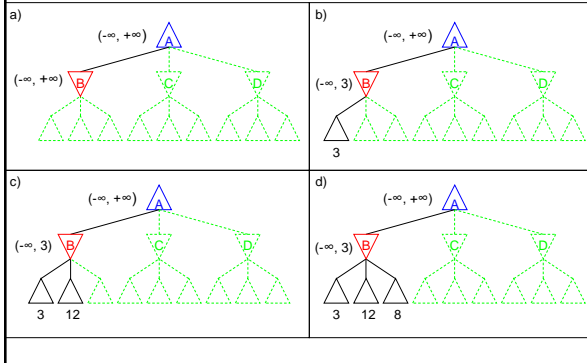 a)
(-∞, +∞) A
(-∞, +∞) B C D
b)
(-∞, +∞) A
(-∞, 3) B C D
3
c)
(-∞, +∞) A
(-∞, 3) B C D
3 12
d)
(-∞, +∞) A
(-∞, 3) B C D
3 12 8